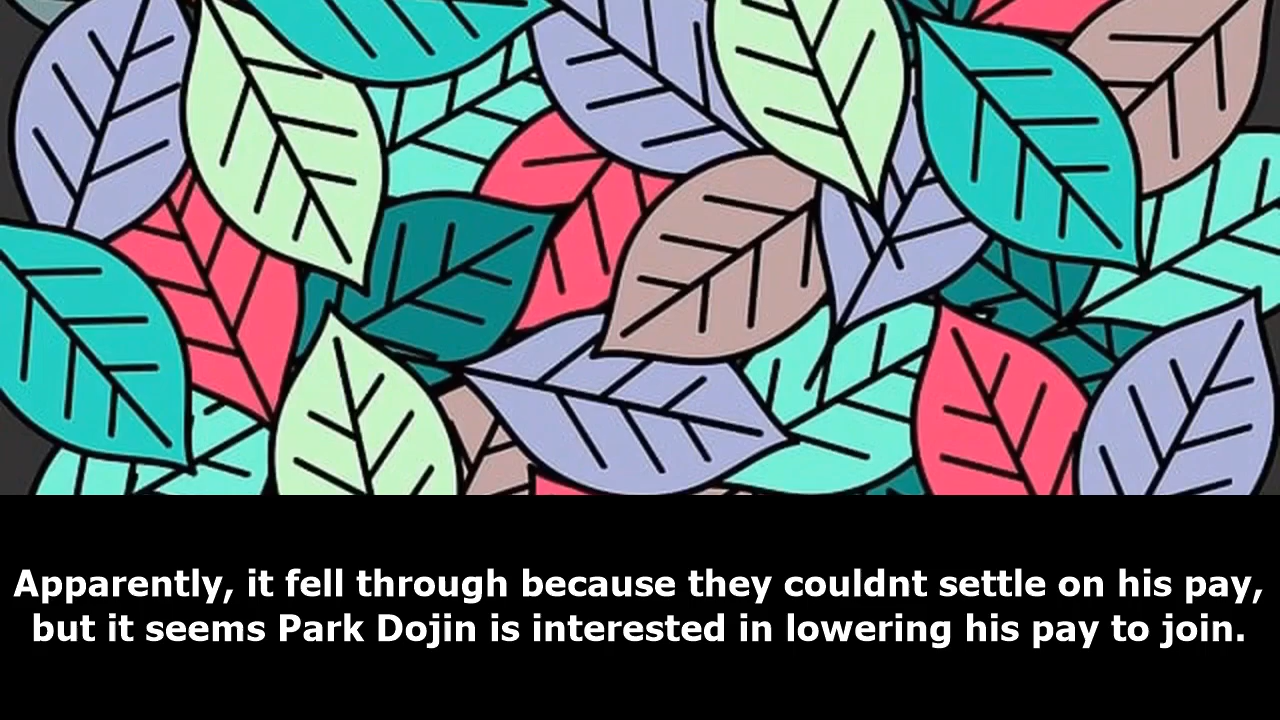 Apparently, it fell through because they couldnt settle on his pay,
but it seems Park Dojin is interested in lowering his pay to join.